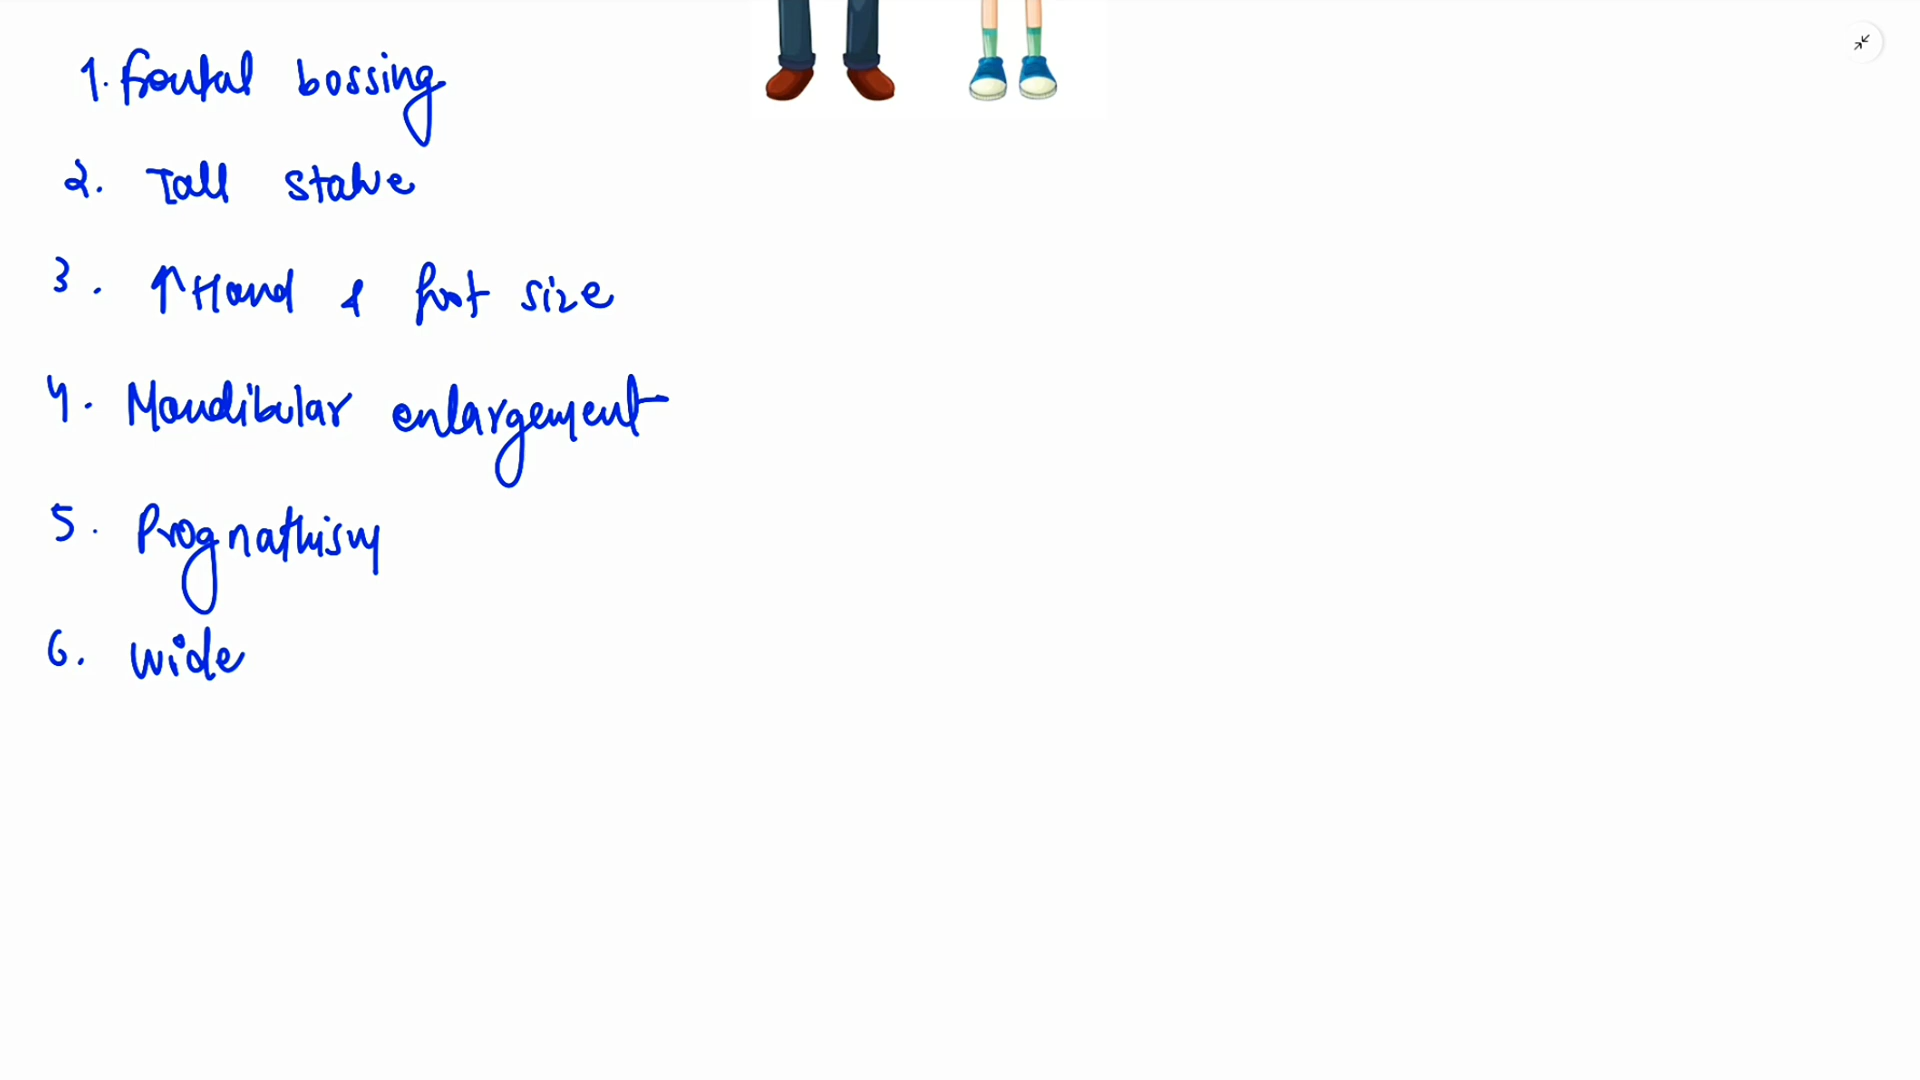 1. frontal bossing
2. Tall stature
3. ↑ Hand & foot size
4. Mandibular enlargement
5. Prognathism
6. wide